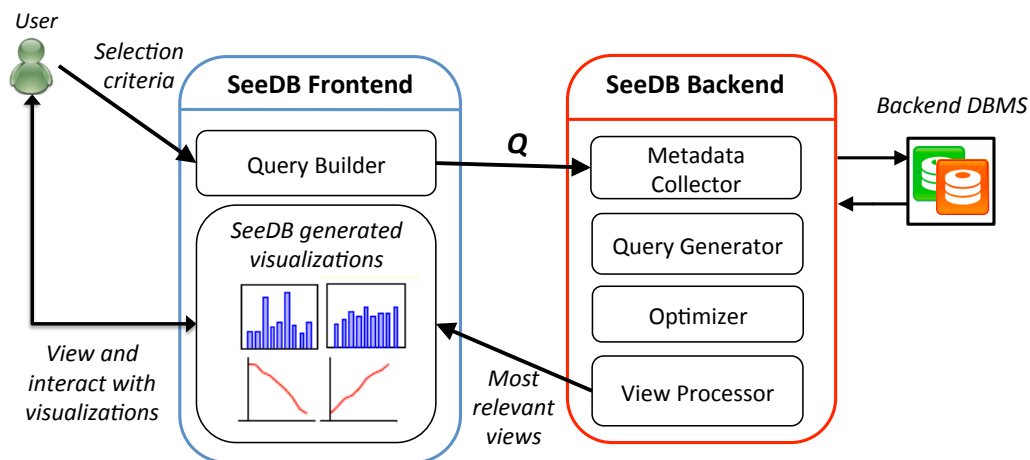 User
Selection
criteria
SeeDB Frontend
Query Builder
SeeDB generated
visualizations
View and
interact with
visualizations
Q
Most
relevant
views
SeeDB Backend
Metadada
Collector
Query Generator
Optimizer
View Processor
Backend DBMS